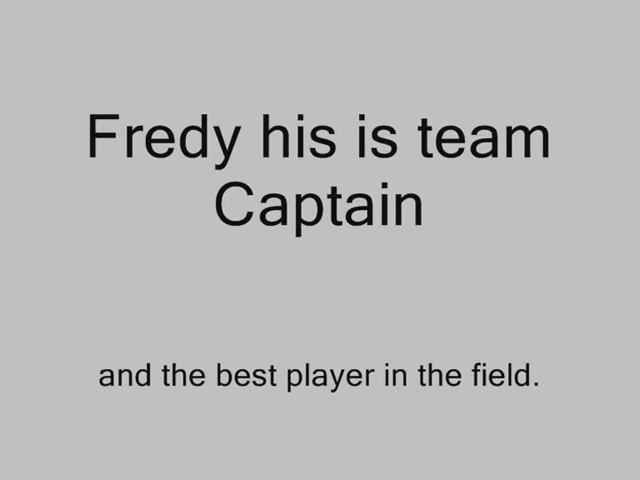 Fredy his is team
Captain
and the best player in the field.